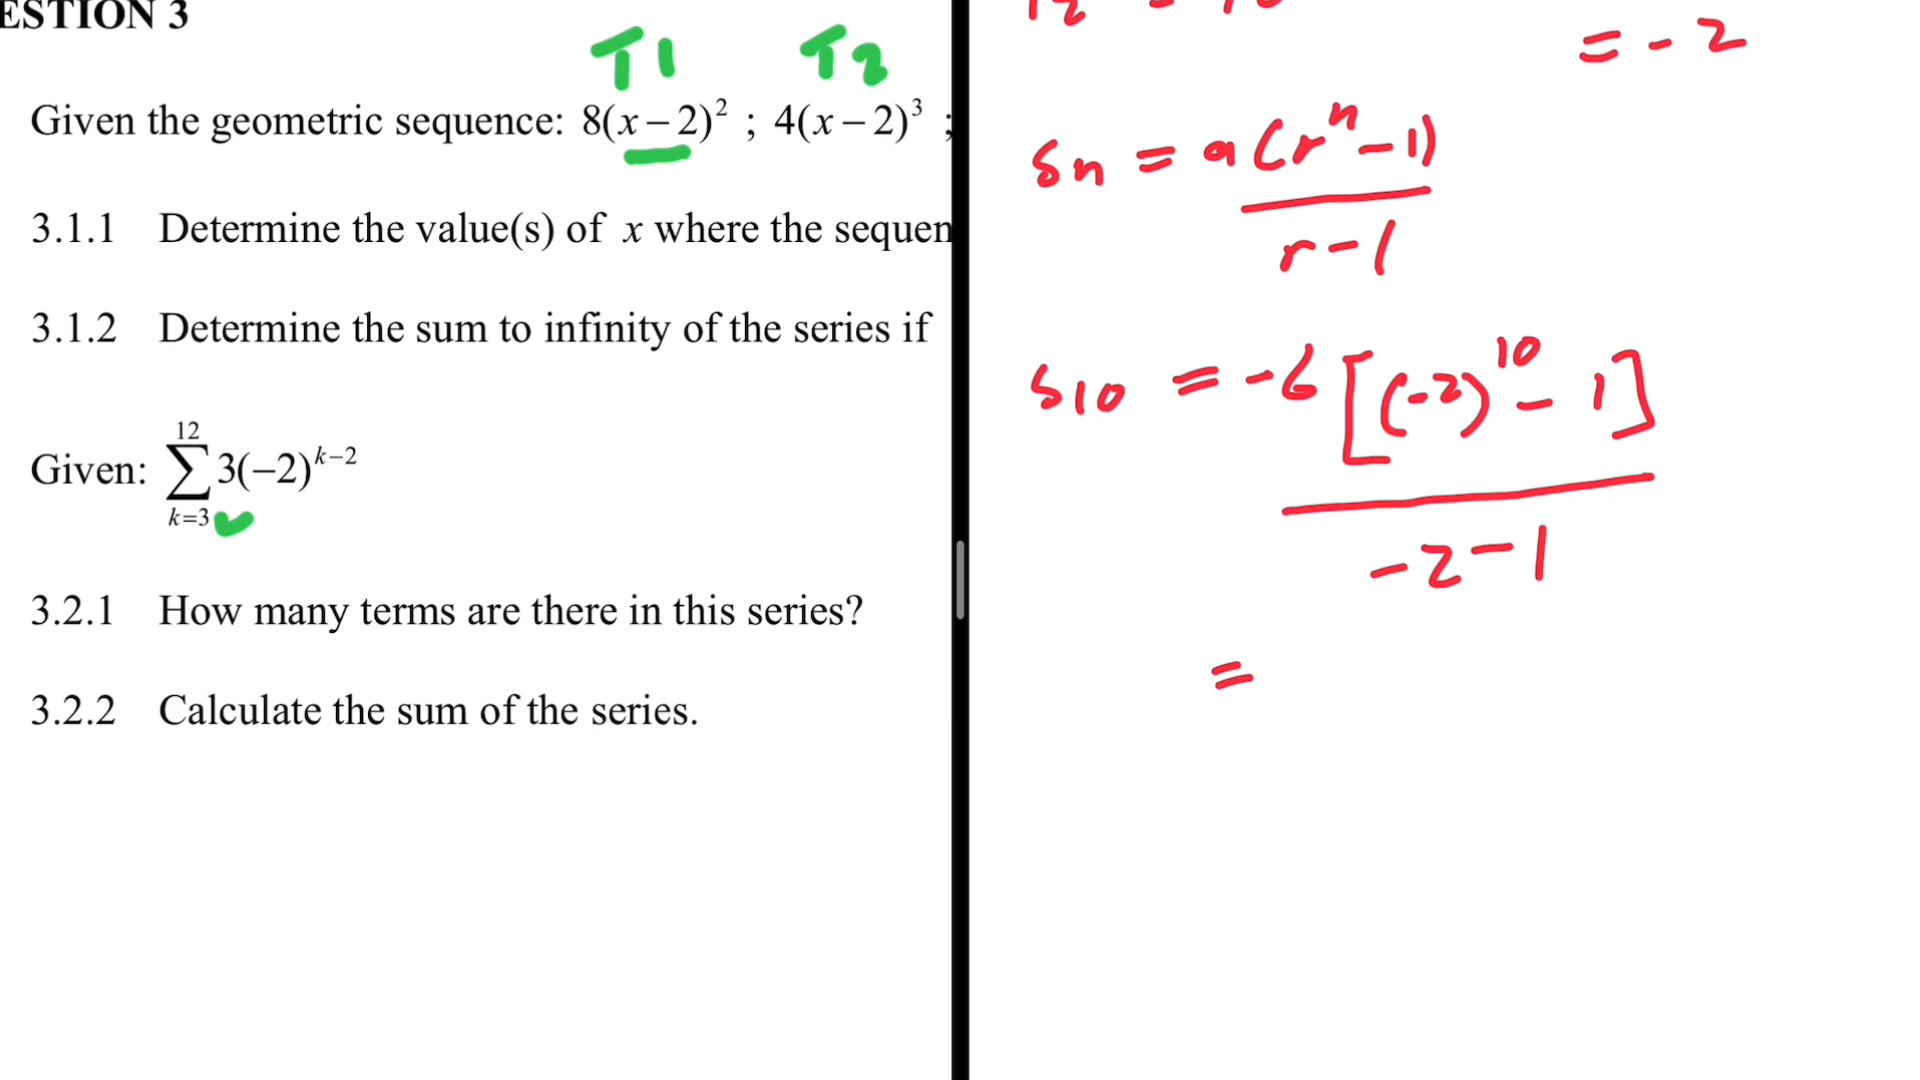 ESTION 3
T1 T2
Given the geometric sequence: 8(x – 2)² ; 4(x – 2)³ ;
3.1.1 Determine the value(s) of x where the sequen
3.1.2 Determine the sum to infinity of the series if
12
Given: ∑ 3(–2)ᵏ⁻²
k=3
3.2.1 How many terms are there in this series?
3.2.2 Calculate the sum of the series.
= - 2
Sn = a(rⁿ - 1)
r - 1
S10 = -6 [(-2)¹⁰ - 1]
-2 - 1
=